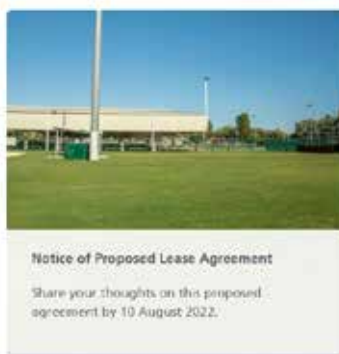 Notice of Proposed Lease Agreement
Share your thoughts on this proposed
agreement by 10 August 2022.